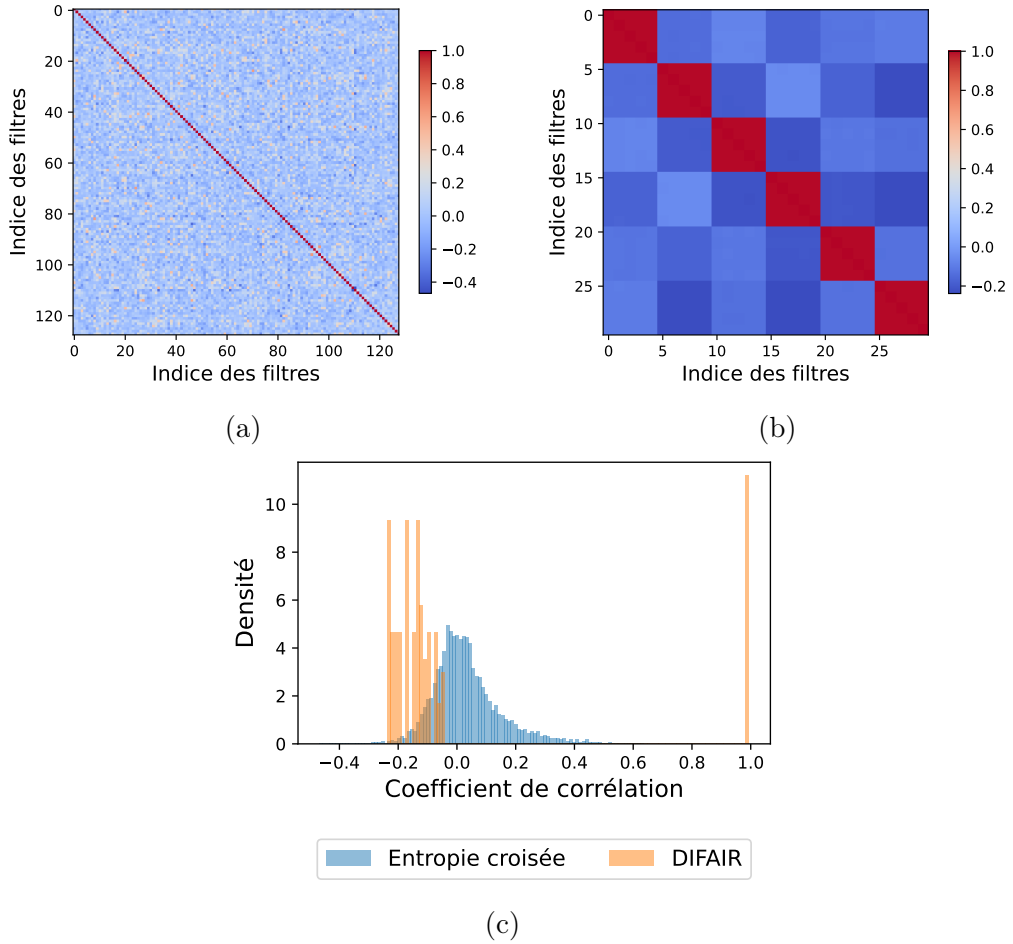 0
20
40
60
80
100
120
Indice des filtres
0 20 40 60 80 100 120
Indice des filtres
1.0
0.8
0.6
0.4
0.2
0.0
−0.2
−0.4
(a)
0
5
10
15
20
25
Indice des filtres
0 5 10 15 20 25
Indice des filtres
1.0
0.8
0.6
0.4
0.2
0.0
−0.2
(b)
10
8
6
4
2
0
Densité
−0.4 −0.2 0.0 0.2 0.4 0.6 0.8 1.0
Coefficient de corrélation
Entropie croisée DIFAIR
(c)